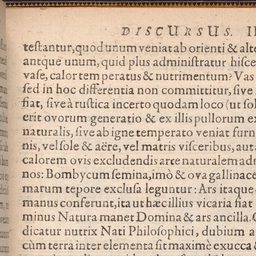 DISCURSUS. II
testantur, quod unum veniat ab orienti & alte
antque unum, quid plus administratur hisce
vase, calor temperatus & nutrimentum? Vas
sed in hoc differentia non committitur, sive
fiat, sive à rustica incerto quodam loco (ut sol
erit ovorum generatio & ex illis pullorum ex
naturalis, sive ab igne temperato veniat furn
nis, vel sole & aëre, vel matris visceribus, aut
calorem ovis excludendis arte naturalem adm
nos: Bombycum semina, imò & ova gallinace
matum tepore exclusa leguntur: Ars itaque
manus conferunt, ita ut hæc illius vicaria fiat
minus Natura manet Domina & ars ancilla.
dicatur nutrix Nati Philosophici, dubium a
cùm terra inter elementa sit maximè exucca &